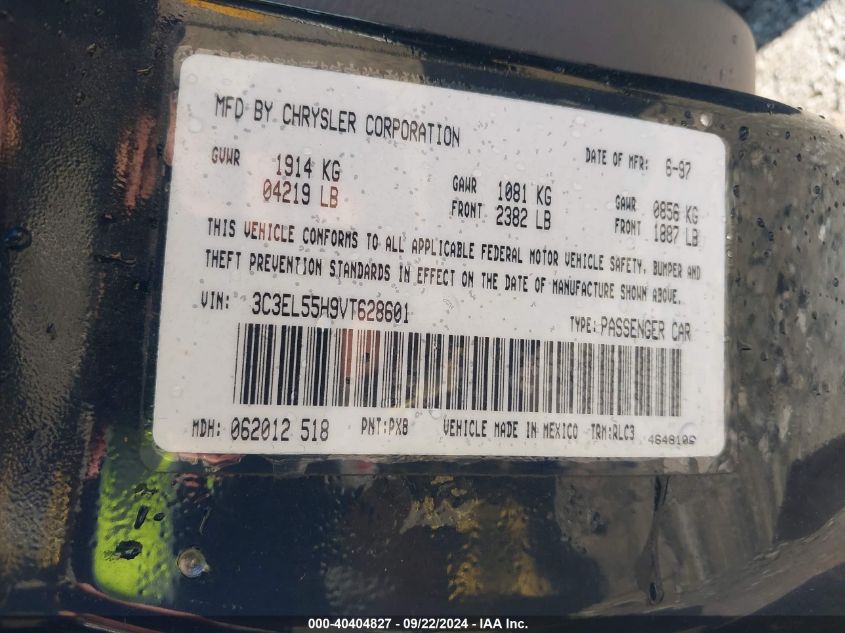 MFD BY CHRYSLER CORPORATION
DATE OF MFR: 6-97
GVWR 1914 KG
04219 LB
GAWR 1081 KG
FRONT 2382 LB
GAWR 0856 KG
FRONT 1887 LB
THIS VEHICLE CONFORMS TO ALL APPLICABLE FEDERAL MOTOR VEHICLE SAFETY, BUMPER AND
THEFT PREVENTION STANDARDS IN EFFECT ON THE DATE OF MANUFACTURE SHOWN ABOVE.
VIN: 3C3EL55H9VT628601
TYPE: PASSENGER CAR
MDH: 062012 518 PNT:PX8 VEHICLE MADE IN MEXICO TRM:RLC3
000-40404827 - 09/22/2024 - IAA Inc.